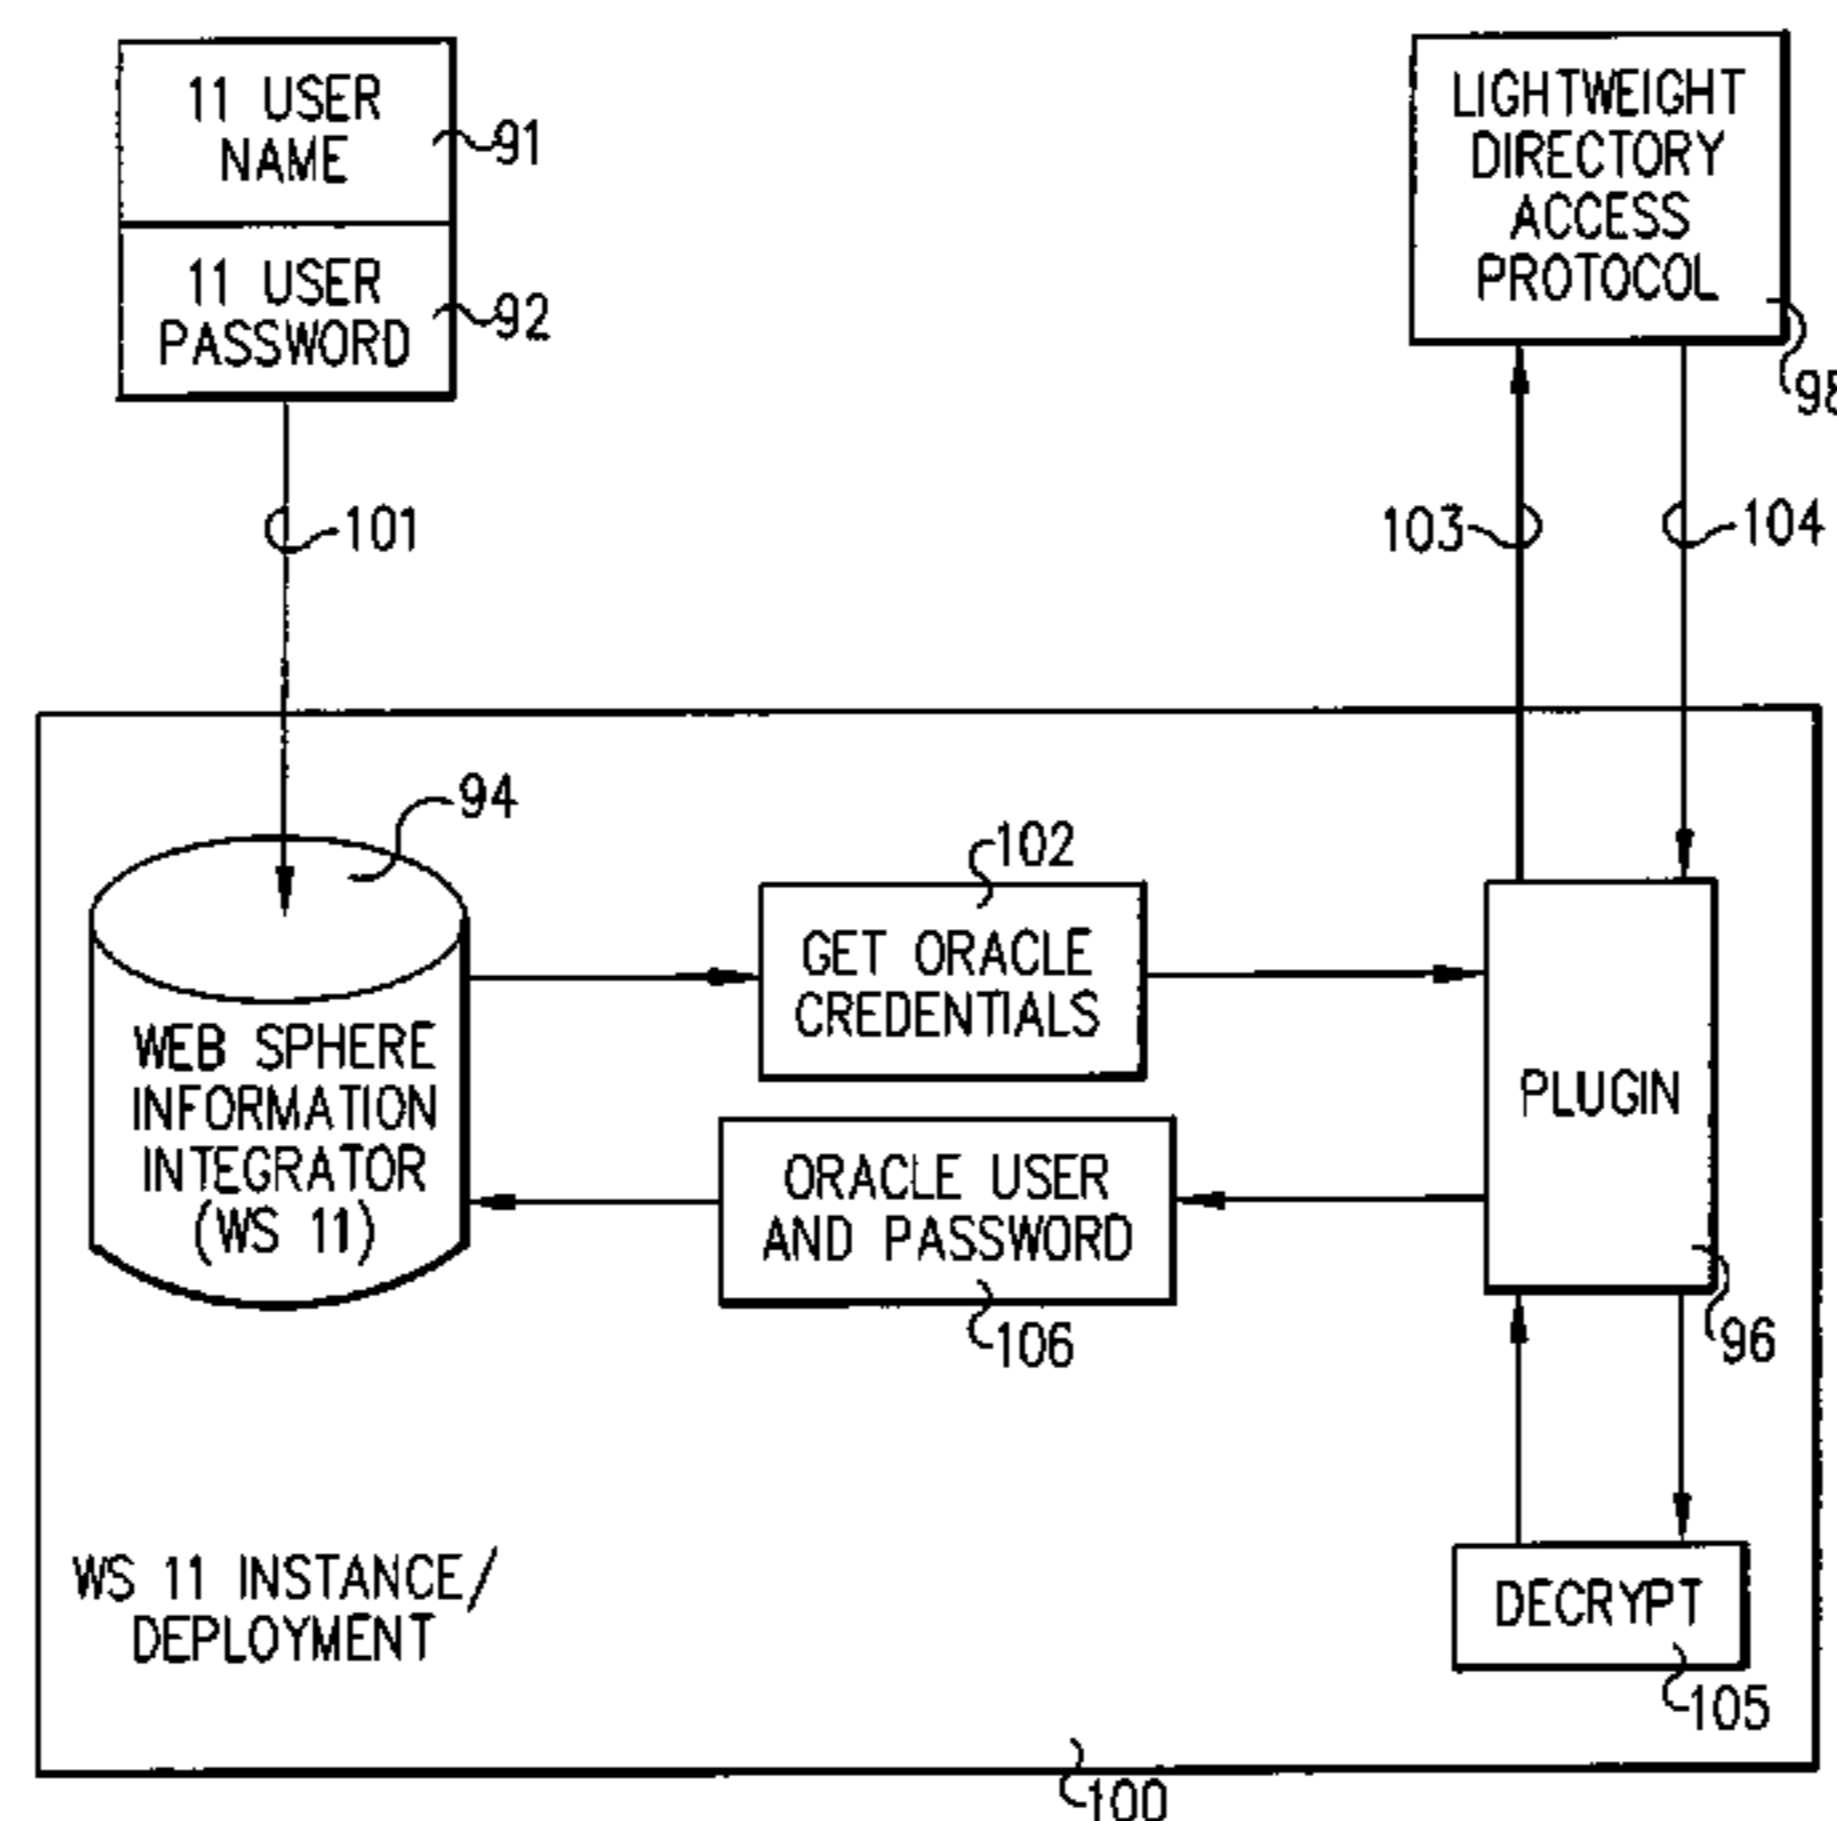 11 USER
NAME
91
11 USER
PASSWORD
92
LIGHTWEIGHT
DIRECTORY
ACCESS
PROTOCOL
101
103
104
94
102
GET ORACLE
CREDENTIALS
WEB SPHERE
INFORMATION
INTEGRATOR
(WS 11)
PLUGIN
ORACLE USER
AND PASSWORD
106
96
WS 11 INSTANCE/
DEPLOYMENT
DECRYPT
105
100